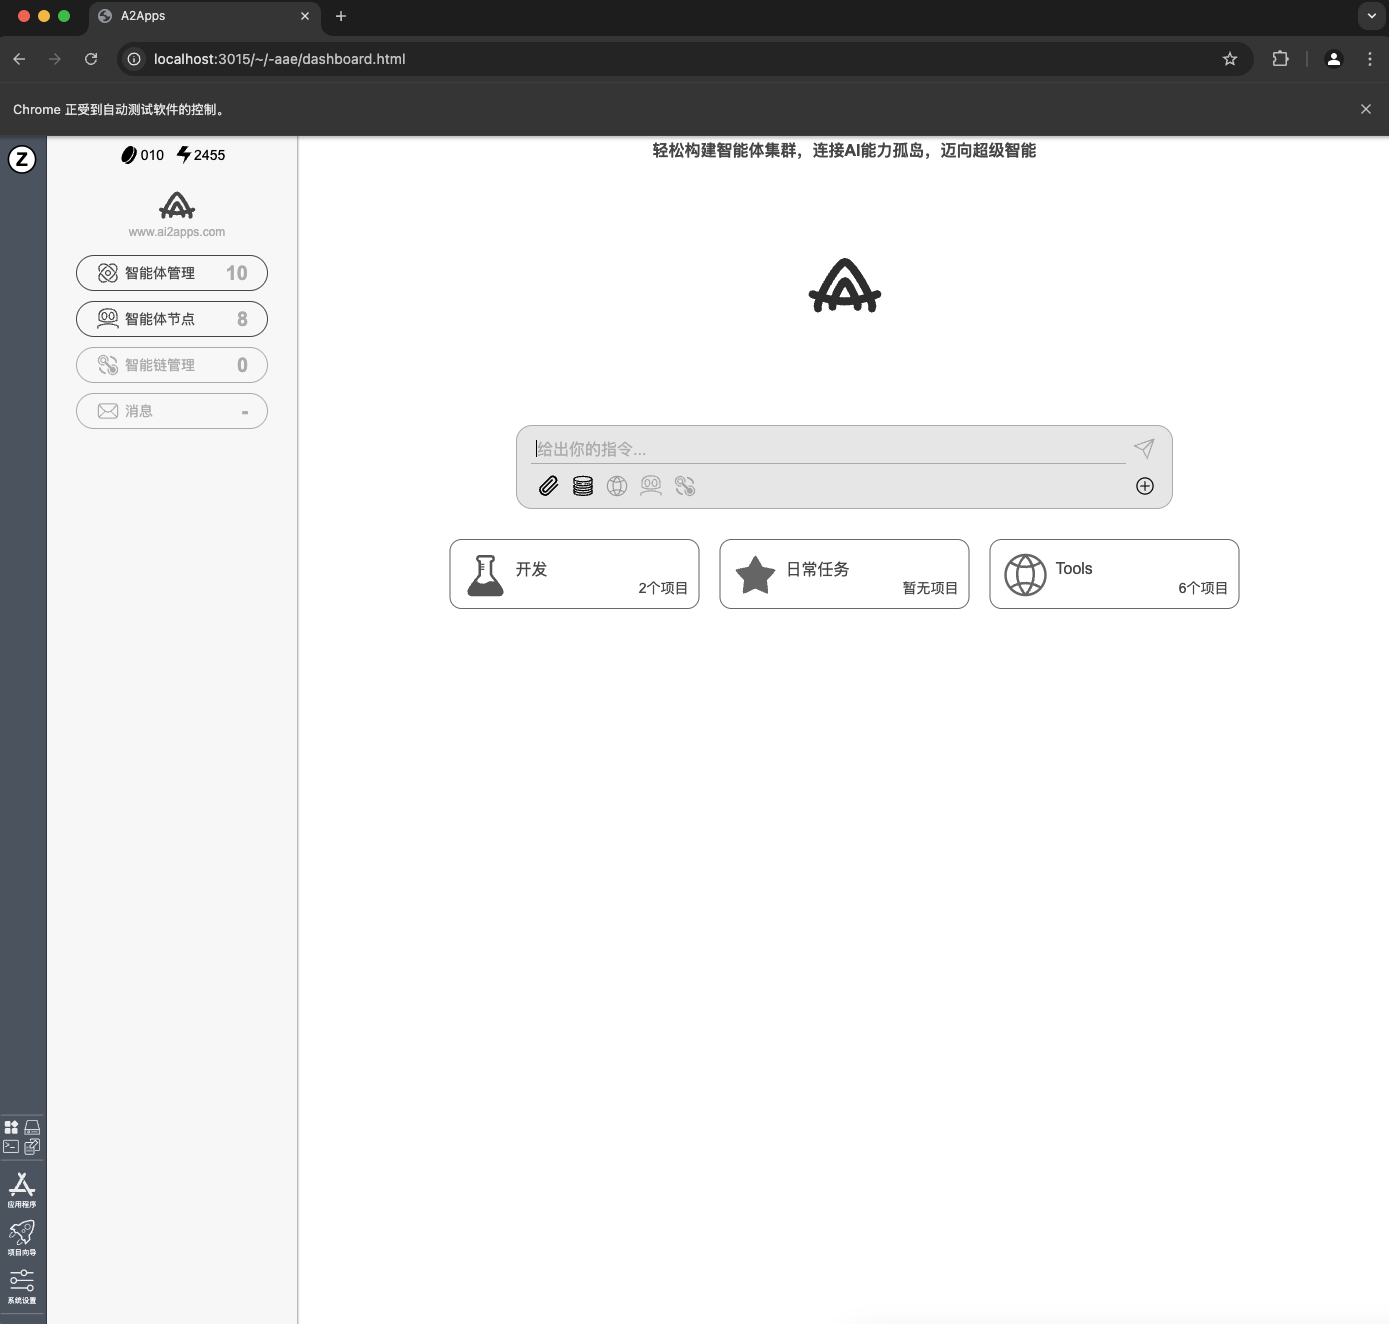 A2Apps
localhost:3015/~/-aae/dashboard.html
Chrome 正受到自动测试软件的控制。
Z
010 2455
www.ai2apps.com
智能体管理 10
智能体节点 8
智能链管理 0
消息 -
轻松构建智能体集群，连接AI能力孤岛，迈向超级智能
给出你的指令...
开发
2个项目
日常任务
暂无项目
Tools
6个项目
应用程序
项目向导
系统设置